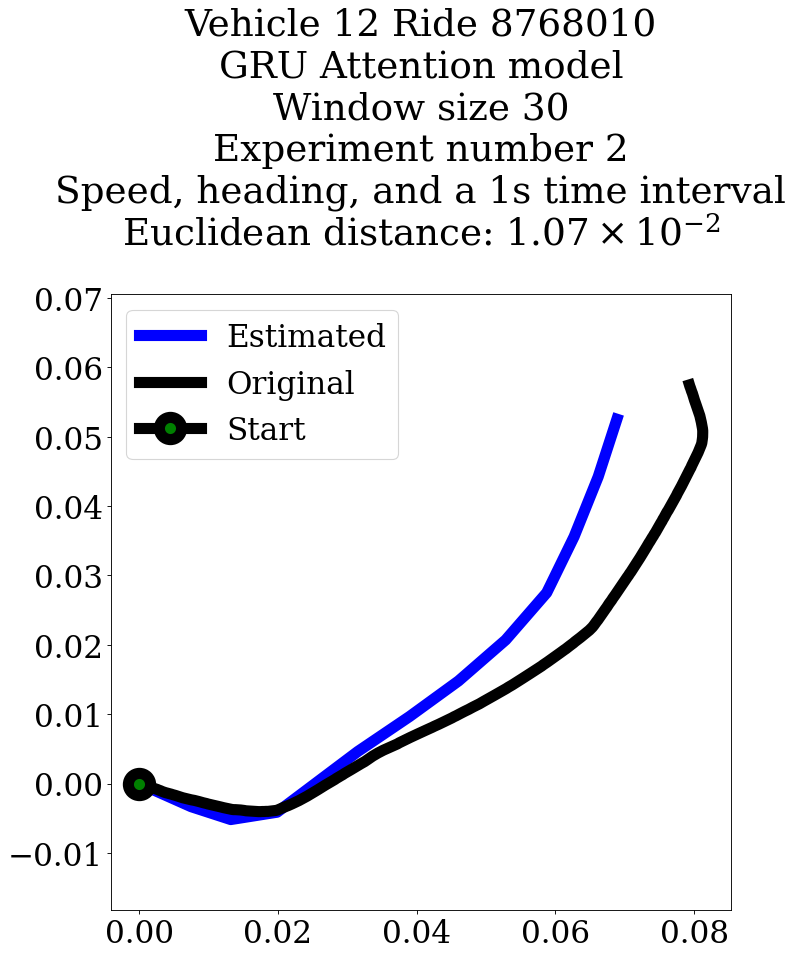 Vehicle 12 Ride 8768010
GRU Attention model
Window size 30
Experiment number 2
Speed, heading, and a 1s time interval
Euclidean distance: 1.07 × 10⁻²
0.07
0.06
0.05
0.04
0.03
0.02
0.01
0.00
−0.01
Estimated
Original
Start
0.00 0.02 0.04 0.06 0.08